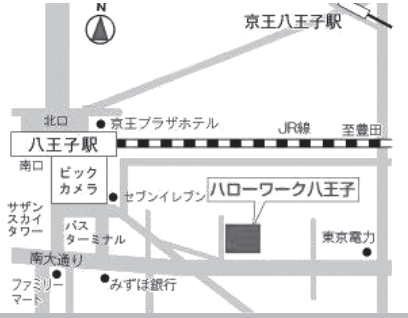 N
京王八王子駅
北口
京王プラザホテル
JR線
至豊田
八王子駅
南口
ビック
カメラ
セブンイレブン
ハローワーク八王子
サザン
スカイ
タワー
バス
ターミナル
東京電力
南大通り
ファミリー
マート
みずほ銀行